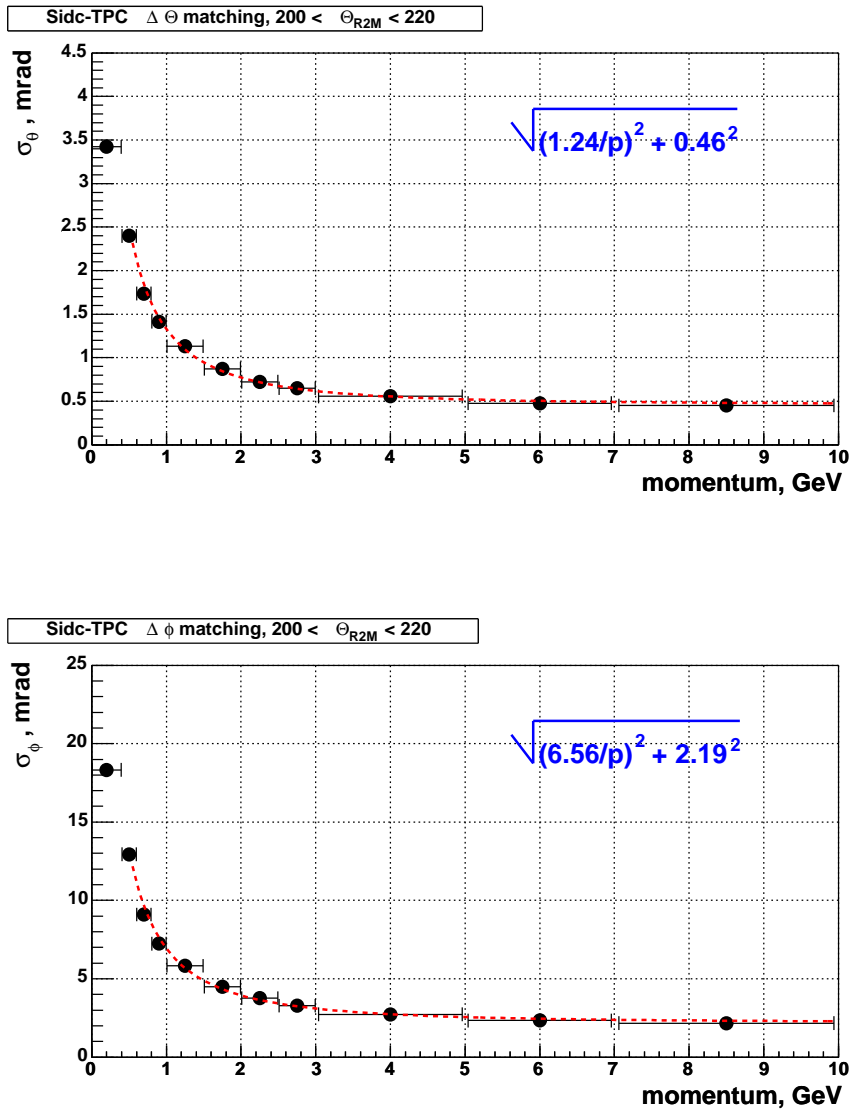 Sidc-TPC Δ Θ matching, 200 < Θ_R2M < 220
σ_θ , mrad
4.5
4
3.5
3
2.5
2
1.5
1
0.5
0
√(1.24/p)² + 0.46²
0 1 2 3 4 5 6 7 8 9 10
momentum, GeV
Sidc-TPC Δ ϕ matching, 200 < Θ_R2M < 220
σ_ϕ , mrad
25
20
15
10
5
0
√(6.56/p)² + 2.19²
0 1 2 3 4 5 6 7 8 9 10
momentum, GeV